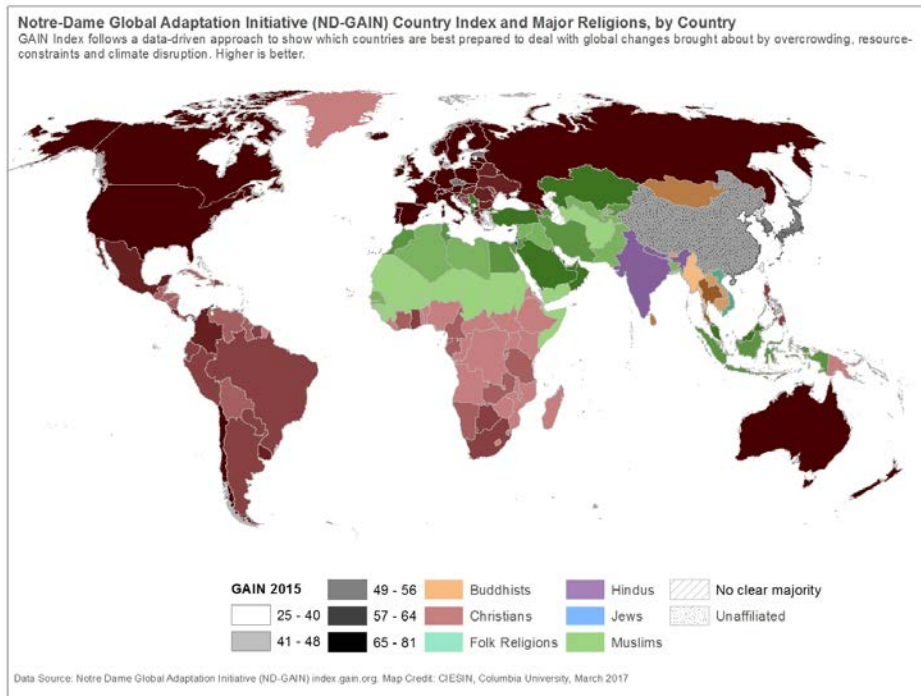 Notre-Dame Global Adaptation Initiative (ND-GAIN) Country Index and Major Religions, by Country
GAIN Index follows a data-driven approach to show which countries are best prepared to deal with global changes brought about by overcrowding, resource-
constraints and climate disruption. Higher is better.
GAIN 2015
25 - 40
41 - 48
49 - 56
57 - 64
65 - 81
Buddhists
Christians
Folk Religions
Hindus
Jews
Muslims
No clear majority
Unaffiliated
Data Source: Notre Dame Global Adaptation Initiative (ND-GAIN) index.gain.org. Map Credit: CIESIN, Columbia University, March 2017